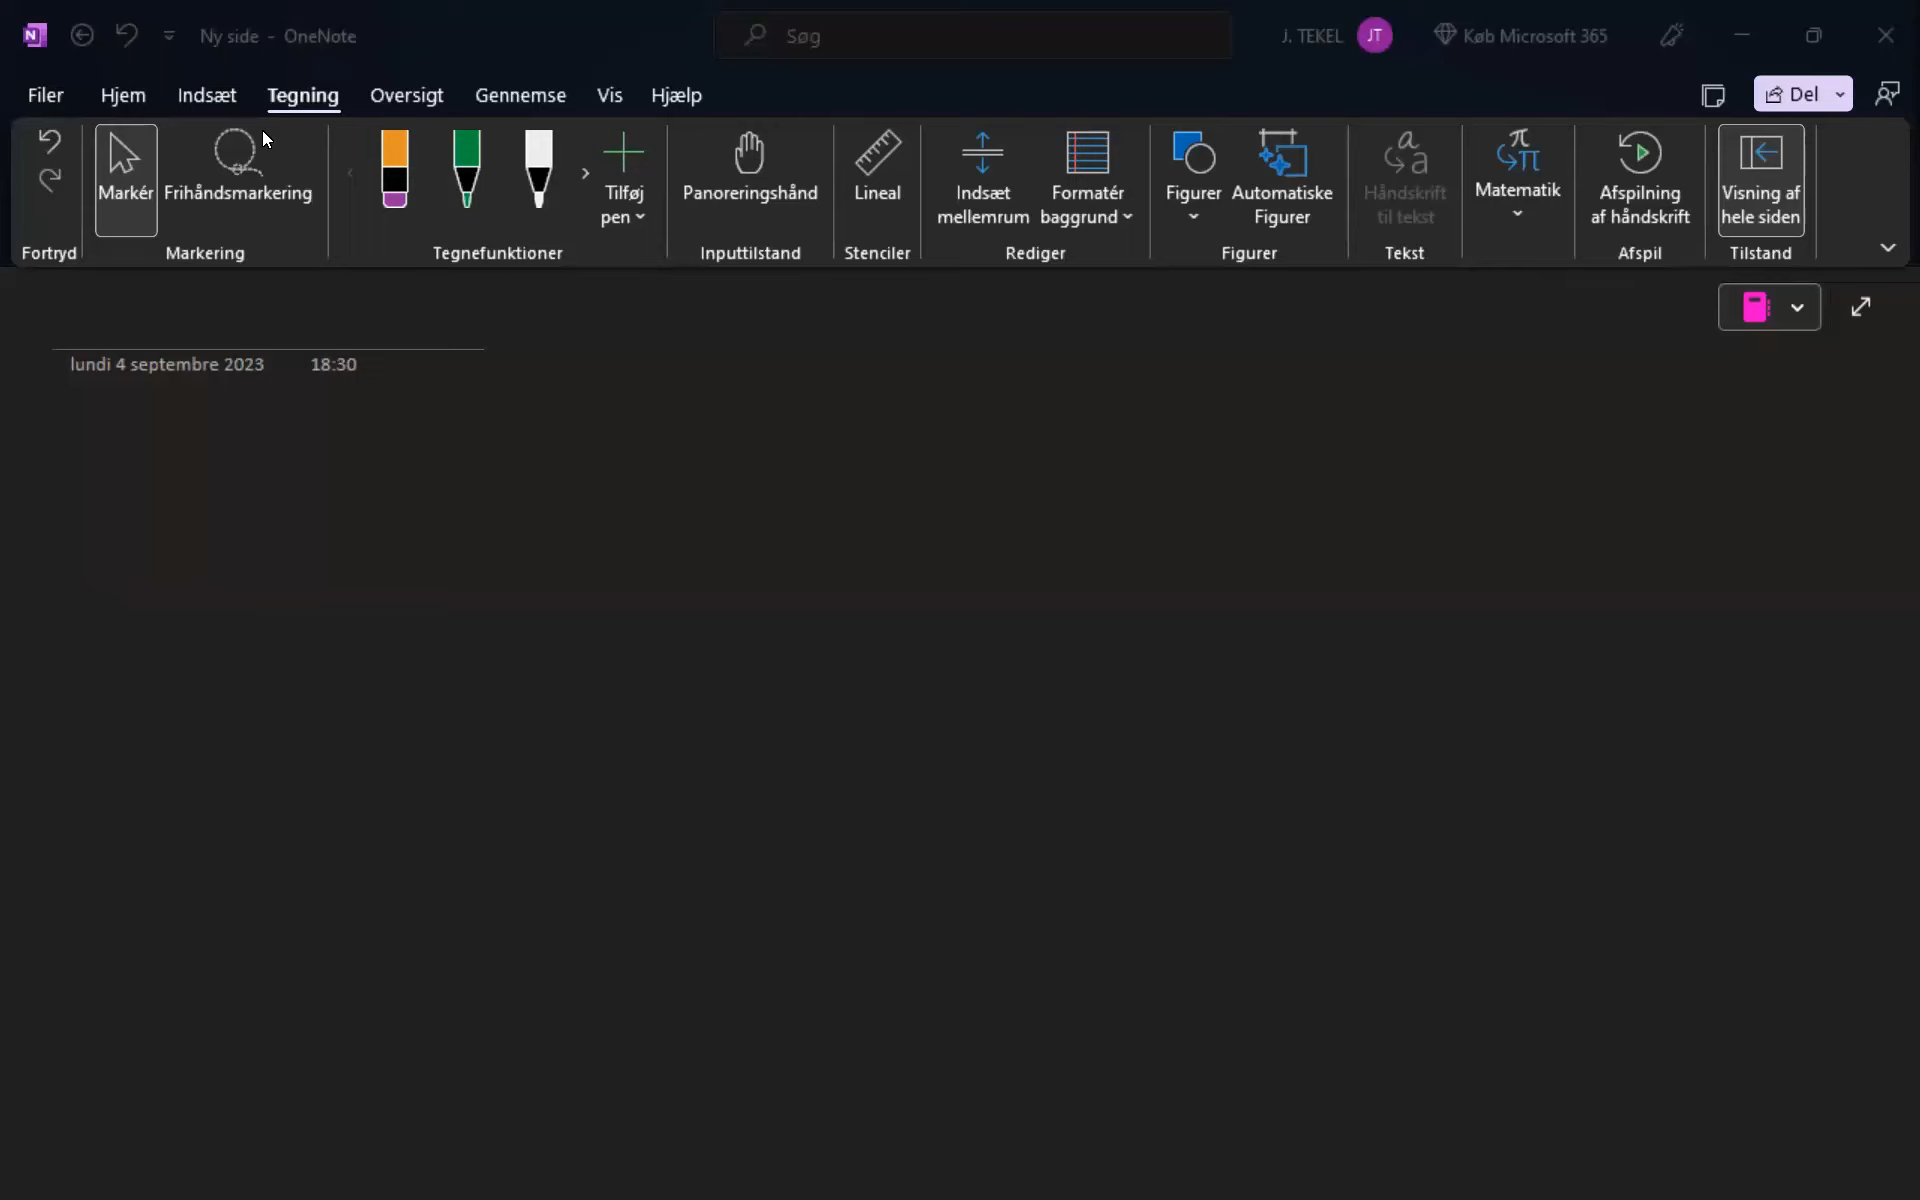 Ny side - OneNote
Søg
J. TEKEL
JT
Køb Microsoft 365
Filer
Hjem
Indsæt
Tegning
Oversigt
Gennemse
Vis
Hjælp
Del
Markér
Frihåndsmarkering
Tilføj
pen
Panoreringshånd
Lineal
Indsæt
mellemrum
Formatér
baggrund
Figurer
Automatiske
Figurer
Håndskrift
til tekst
Matematik
Afspilning
af håndskrift
Visning af
hele siden
Fortryd
Markering
Tegnefunktioner
Inputtilstand
Stenciler
Rediger
Figurer
Tekst
Afspil
Tilstand
lundi 4 septembre 2023
18:30